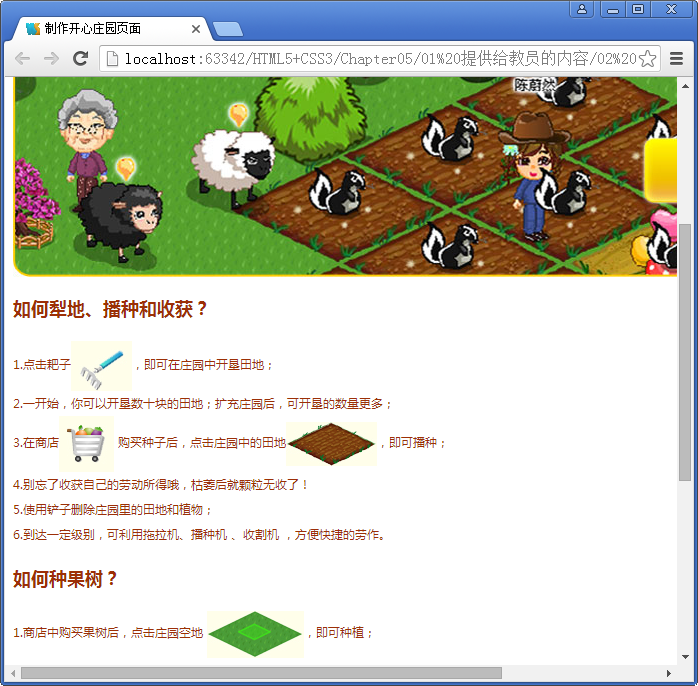 制作开心庄园页面
localhost:63342/HTML5+CSS3/Chapter05/01%20提供给教员的内容/02%20
陈蔚然
如何犁地、播种和收获？
1.点击耙子，即可在庄园中开垦田地；
2.一开始，你可以开垦数十块的田地；扩充庄园后，可开垦的数量更多；
3.在商店 购买种子后，点击庄园中的田地，即可播种；
4.别忘了收获自己的劳动所得哦，枯萎后就颗粒无收了！
5.使用铲子删除庄园里的田地和植物；
6.到达一定级别，可利用拖拉机、播种机 、收割机 ，方便快捷的劳作。
如何种果树？
1.商店中购买果树后，点击庄园空地 ，即可种植；